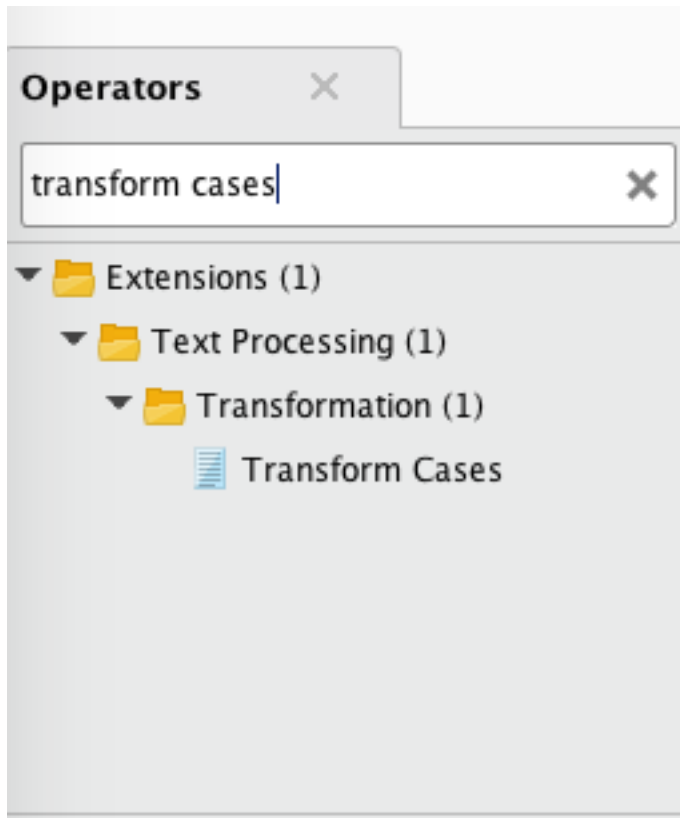 Operators
transform cases
Extensions (1)
Text Processing (1)
Transformation (1)
Transform Cases